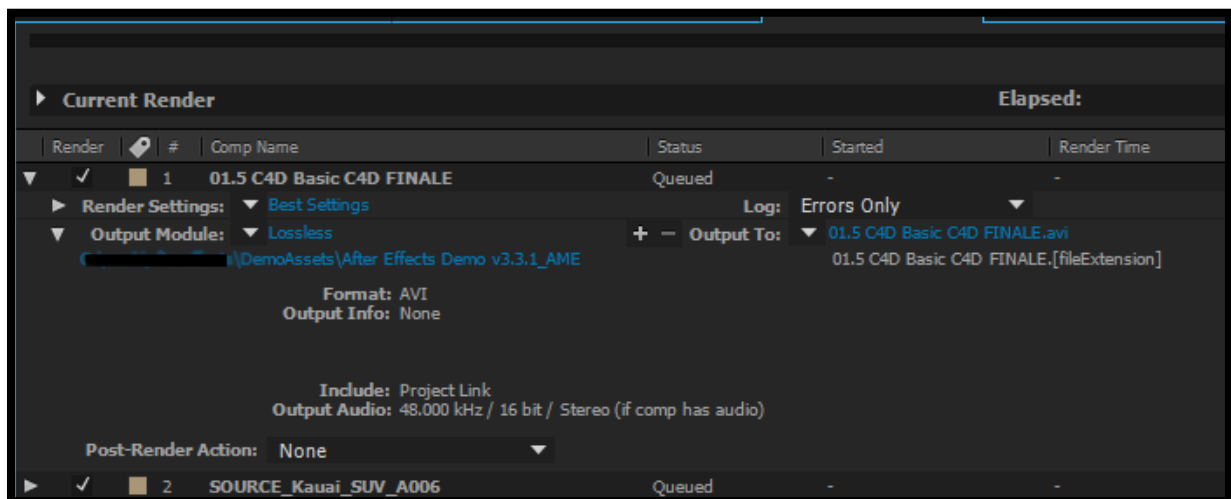 Current Render Elapsed:
Render # Comp Name Status Started Render Time
1 01.5 C4D Basic C4D FINALE Queued - -
Render Settings: Best Settings Log: Errors Only
Output Module: Lossless + - Output To: 01.5 C4D Basic C4D FINALE.avi
\DemoAssets\After Effects Demo v3.3.1_AME 01.5 C4D Basic C4D FINALE.[fileExtension]
Format: AVI
Output Info: None
Include: Project Link
Output Audio: 48.000 kHz / 16 bit / Stereo (if comp has audio)
Post-Render Action: None
2 SOURCE_Kauai_SUV_A006 Queued - -